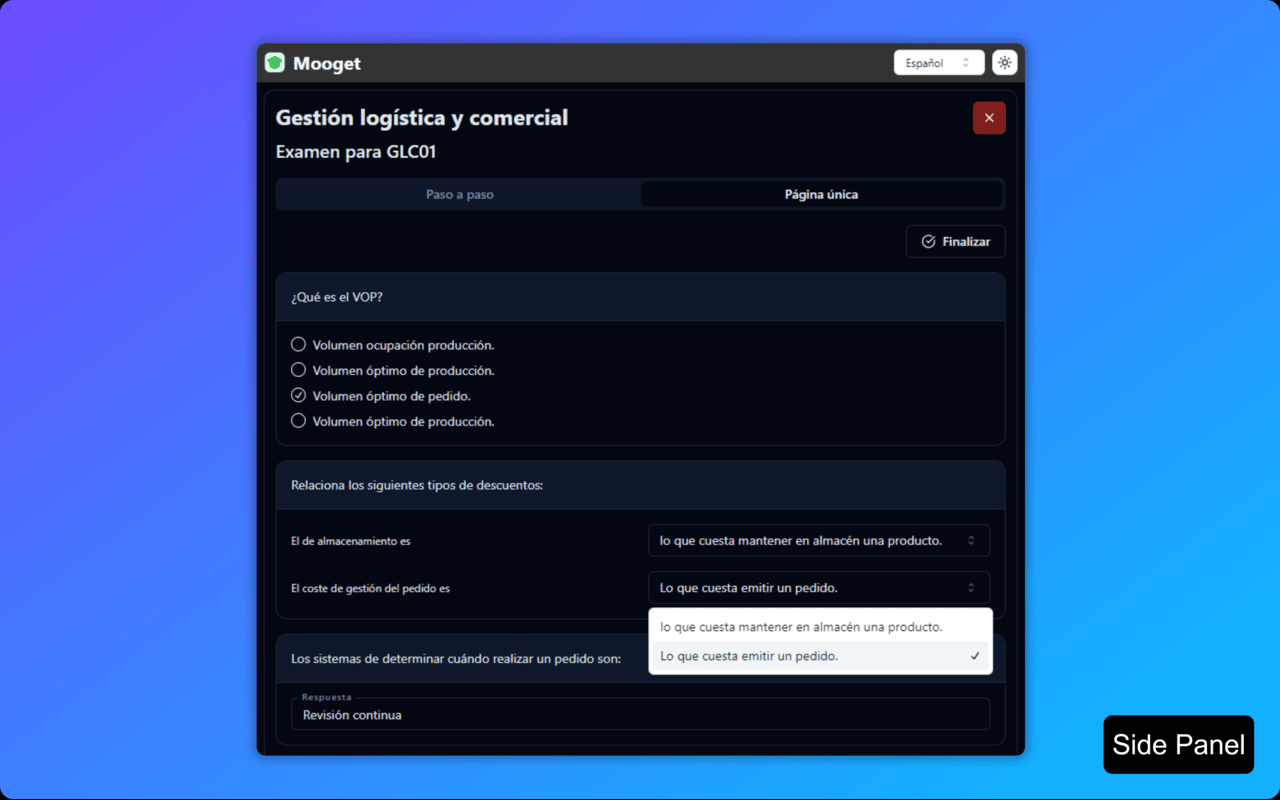 Mooget
Español
Gestión logística y comercial
Examen para GLC01
Paso a paso
Página única
Finalizar
¿Qué es el VOP?
Volumen ocupación producción.
Volumen óptimo de producción.
Volumen óptimo de pedido.
Volumen óptimo de producción.
Relaciona los siguientes tipos de descuentos:
El de almacenamiento es
lo que cuesta mantener en almacén una producto.
El coste de gestión del pedido es
Lo que cuesta emitir un pedido.
lo que cuesta mantener en almacén una producto.
Lo que cuesta emitir un pedido.
Los sistemas de determinar cuándo realizar un pedido son:
Respuesta
Revisión continua
Side Panel